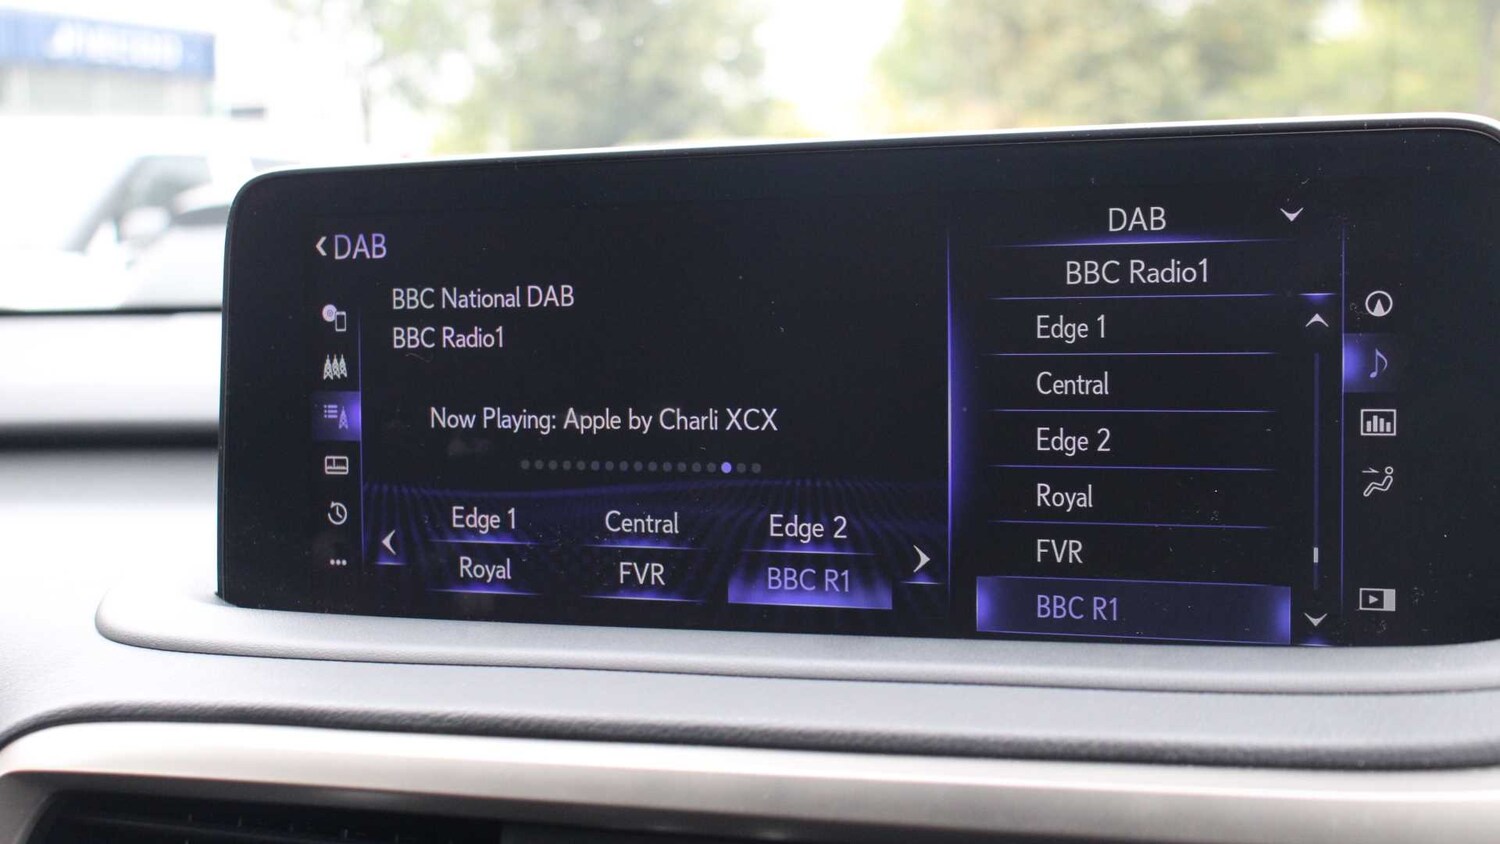 DAB
BBC National DAB
BBC Radio1
Now Playing: Apple by Charli XCX
Edge 1 Central Edge 2
Royal FVR BBC R1
DAB
BBC Radio1
Edge 1
Central
Edge 2
Royal
FVR
BBC R1